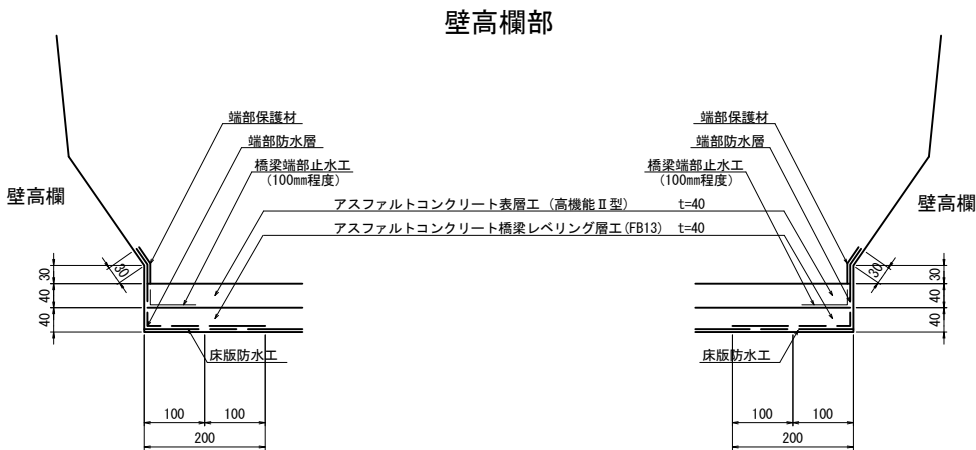 壁高欄部
端部保護材
端部防水層
橋梁端部止水工
(100mm程度)
壁高欄
アスファルトコンクリート表層工 (高機能Ⅱ型) t=40
アスファルトコンクリート橋梁レベリング層工(FB13) t=40
30
30
40
40
床版防水工
100
100
200
端部保護材
端部防水層
橋梁端部止水工
(100mm程度)
壁高欄
30
30
40
40
床版防水工
100
100
200